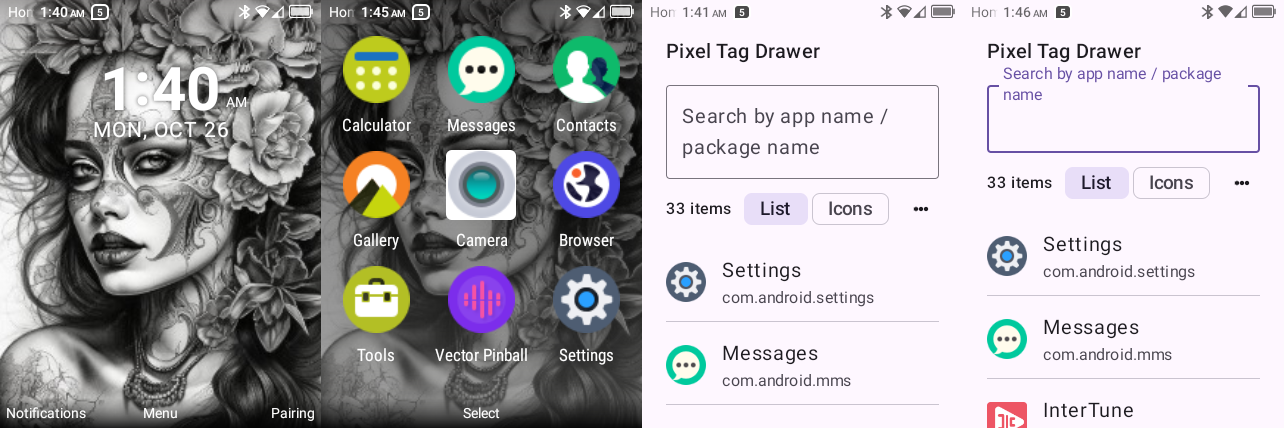 Hor 1:40 AM 5
1:40 AM
MON, OCT 26
Notifications Menu Pairing
Hor 1:45 AM 5
Calculator Messages Contacts
Gallery Camera Browser
Tools Vector Pinball Settings
Select
Hor 1:41 AM 5
Pixel Tag Drawer
Search by app name /
package name
33 items List Icons
Settings
com.android.settings
Messages
com.android.mms
Hor 1:46 AM 5
Pixel Tag Drawer
Search by app name / package
name
33 items List Icons
Settings
com.android.settings
Messages
com.android.mms
InterTune